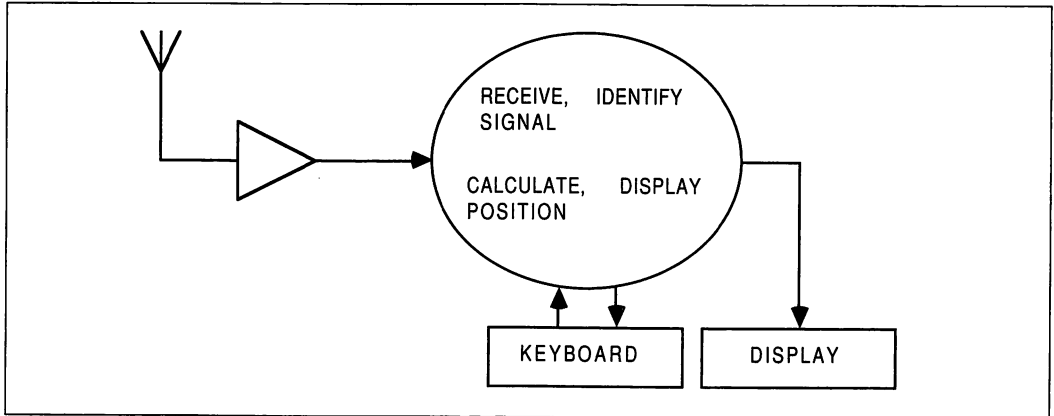 RECEIVE, IDENTIFY
SIGNAL
CALCULATE, DISPLAY
POSITION
KEYBOARD
DISPLAY